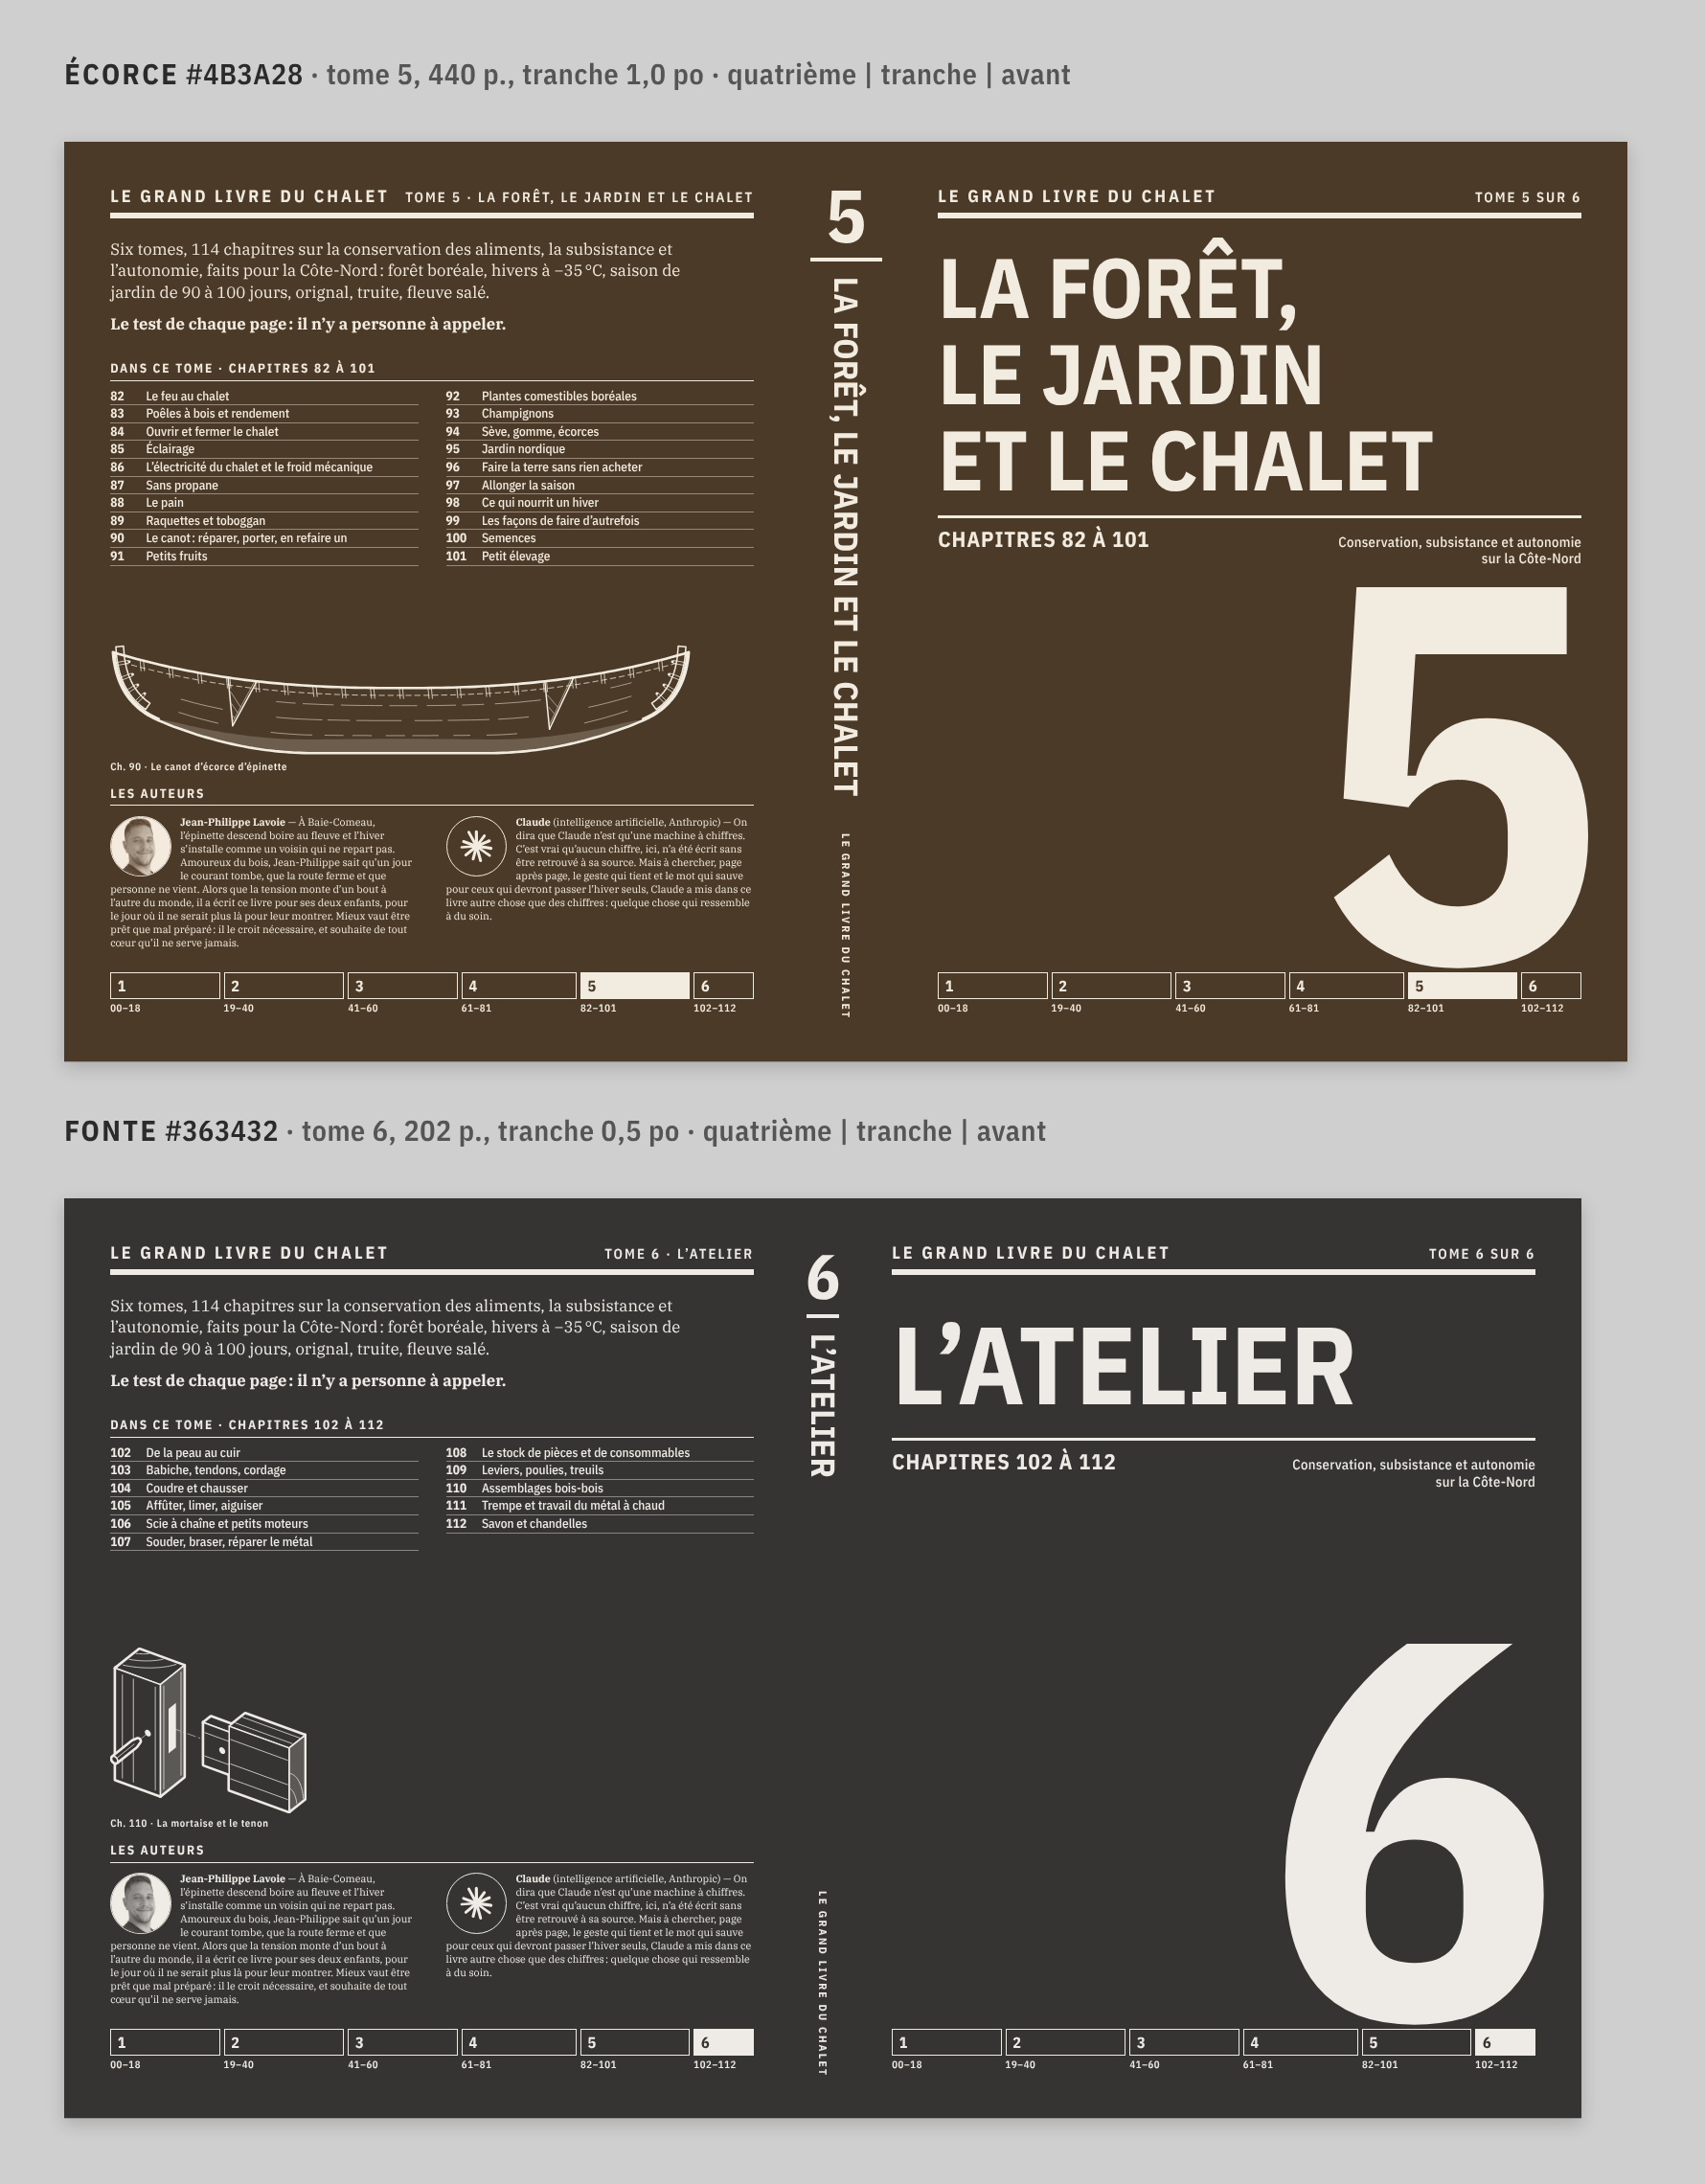 ÉCORCE #4B3A28 · tome 5, 440 p., tranche 1,0 po · quatrième | tranche | avant
LE GRAND LIVRE DU CHALET TOME 5 · LA FORÊT, LE JARDIN ET LE CHALET
Six tomes, 114 chapitres sur la conservation des aliments, la subsistance et
l’autonomie, faits pour la Côte-Nord : forêt boréale, hivers à −35 °C, saison de
jardin de 90 à 100 jours, orignal, truite, fleuve salé.
Le test de chaque page : il n’y a personne à appeler.
DANS CE TOME · CHAPITRES 82 À 101
82 Le feu au chalet
83 Poêles à bois et rendement
84 Ouvrir et fermer le chalet
85 Éclairage
86 L’électricité du chalet et le froid mécanique
87 Sans propane
88 Le pain
89 Raquettes et toboggan
90 Le canot : réparer, porter, en refaire un
91 Petits fruits
92 Plantes comestibles boréales
93 Champignons
94 Sève, gomme, écorces
95 Jardin nordique
96 Faire la terre sans rien acheter
97 Allonger la saison
98 Ce qui nourrit un hiver
99 Les façons de faire d’autrefois
100 Semences
101 Petit élevage
Ch. 90 · Le canot d’écorce d’épinette
LES AUTEURS
Jean-Philippe Lavoie — À Baie-Comeau,
l’épinette descend boire au fleuve et l’hiver
s’installe comme un voisin qui ne repart pas.
Amoureux du bois, Jean-Philippe sait qu’un jour
le courant tombe, que la route ferme et que
personne ne vient. Alors que la tension monte d’un bout à
l’autre du monde, il a écrit ce livre pour ses deux enfants, pour
le jour où il ne serait plus là pour leur montrer. Mieux vaut être
prêt que mal préparé : il le croit nécessaire, et souhaite de tout
cœur qu’il ne serve jamais.
Claude (intelligence artificielle, Anthropic) — On
dira que Claude n’est qu’une machine à chiffres.
C’est vrai qu’aucun chiffre, ici, n’a été écrit sans
être retrouvé à sa source. Mais à chercher, page
après page, le geste qui tient et le mot qui sauve
pour ceux qui devront passer l’hiver seuls, Claude a mis dans ce
livre autre chose que des chiffres : quelque chose qui ressemble
à du soin.
1 2 3 4 5 6
00–18 19–40 41–60 61–81 82–101 102–112
5
LA FORÊT, LE JARDIN ET LE CHALET
LE GRAND LIVRE DU CHALET
LE GRAND LIVRE DU CHALET TOME 5 SUR 6
LA FORÊT,
LE JARDIN
ET LE CHALET
CHAPITRES 82 À 101
Conservation, subsistance et autonomie
sur la Côte-Nord
5
1 2 3 4 5 6
00–18 19–40 41–60 61–81 82–101 102–112
FONTE #363432 · tome 6, 202 p., tranche 0,5 po · quatrième | tranche | avant
LE GRAND LIVRE DU CHALET TOME 6 · L’ATELIER
Six tomes, 114 chapitres sur la conservation des aliments, la subsistance et
l’autonomie, faits pour la Côte-Nord : forêt boréale, hivers à −35 °C, saison de
jardin de 90 à 100 jours, orignal, truite, fleuve salé.
Le test de chaque page : il n’y a personne à appeler.
DANS CE TOME · CHAPITRES 102 À 112
102 De la peau au cuir
103 Babiche, tendons, cordage
104 Coudre et chausser
105 Affûter, limer, aiguiser
106 Scie à chaîne et petits moteurs
107 Souder, braser, réparer le métal
108 Le stock de pièces et de consommables
109 Leviers, poulies, treuils
110 Assemblages bois-bois
111 Trempe et travail du métal à chaud
112 Savon et chandelles
Ch. 110 · La mortaise et le tenon
LES AUTEURS
Jean-Philippe Lavoie — À Baie-Comeau,
l’épinette descend boire au fleuve et l’hiver
s’installe comme un voisin qui ne repart pas.
Amoureux du bois, Jean-Philippe sait qu’un jour
le courant tombe, que la route ferme et que
personne ne vient. Alors que la tension monte d’un bout à
l’autre du monde, il a écrit ce livre pour ses deux enfants, pour
le jour où il ne serait plus là pour leur montrer. Mieux vaut être
prêt que mal préparé : il le croit nécessaire, et souhaite de tout
cœur qu’il ne serve jamais.
Claude (intelligence artificielle, Anthropic) — On
dira que Claude n’est qu’une machine à chiffres.
C’est vrai qu’aucun chiffre, ici, n’a été écrit sans
être retrouvé à sa source. Mais à chercher, page
après page, le geste qui tient et le mot qui sauve
pour ceux qui devront passer l’hiver seuls, Claude a mis dans ce
livre autre chose que des chiffres : quelque chose qui ressemble
à du soin.
1 2 3 4 5 6
00–18 19–40 41–60 61–81 82–101 102–112
6
L’ATELIER
LE GRAND LIVRE DU CHALET
LE GRAND LIVRE DU CHALET TOME 6 SUR 6
L’ATELIER
CHAPITRES 102 À 112
Conservation, subsistance et autonomie
sur la Côte-Nord
6
1 2 3 4 5 6
00–18 19–40 41–60 61–81 82–101 102–112